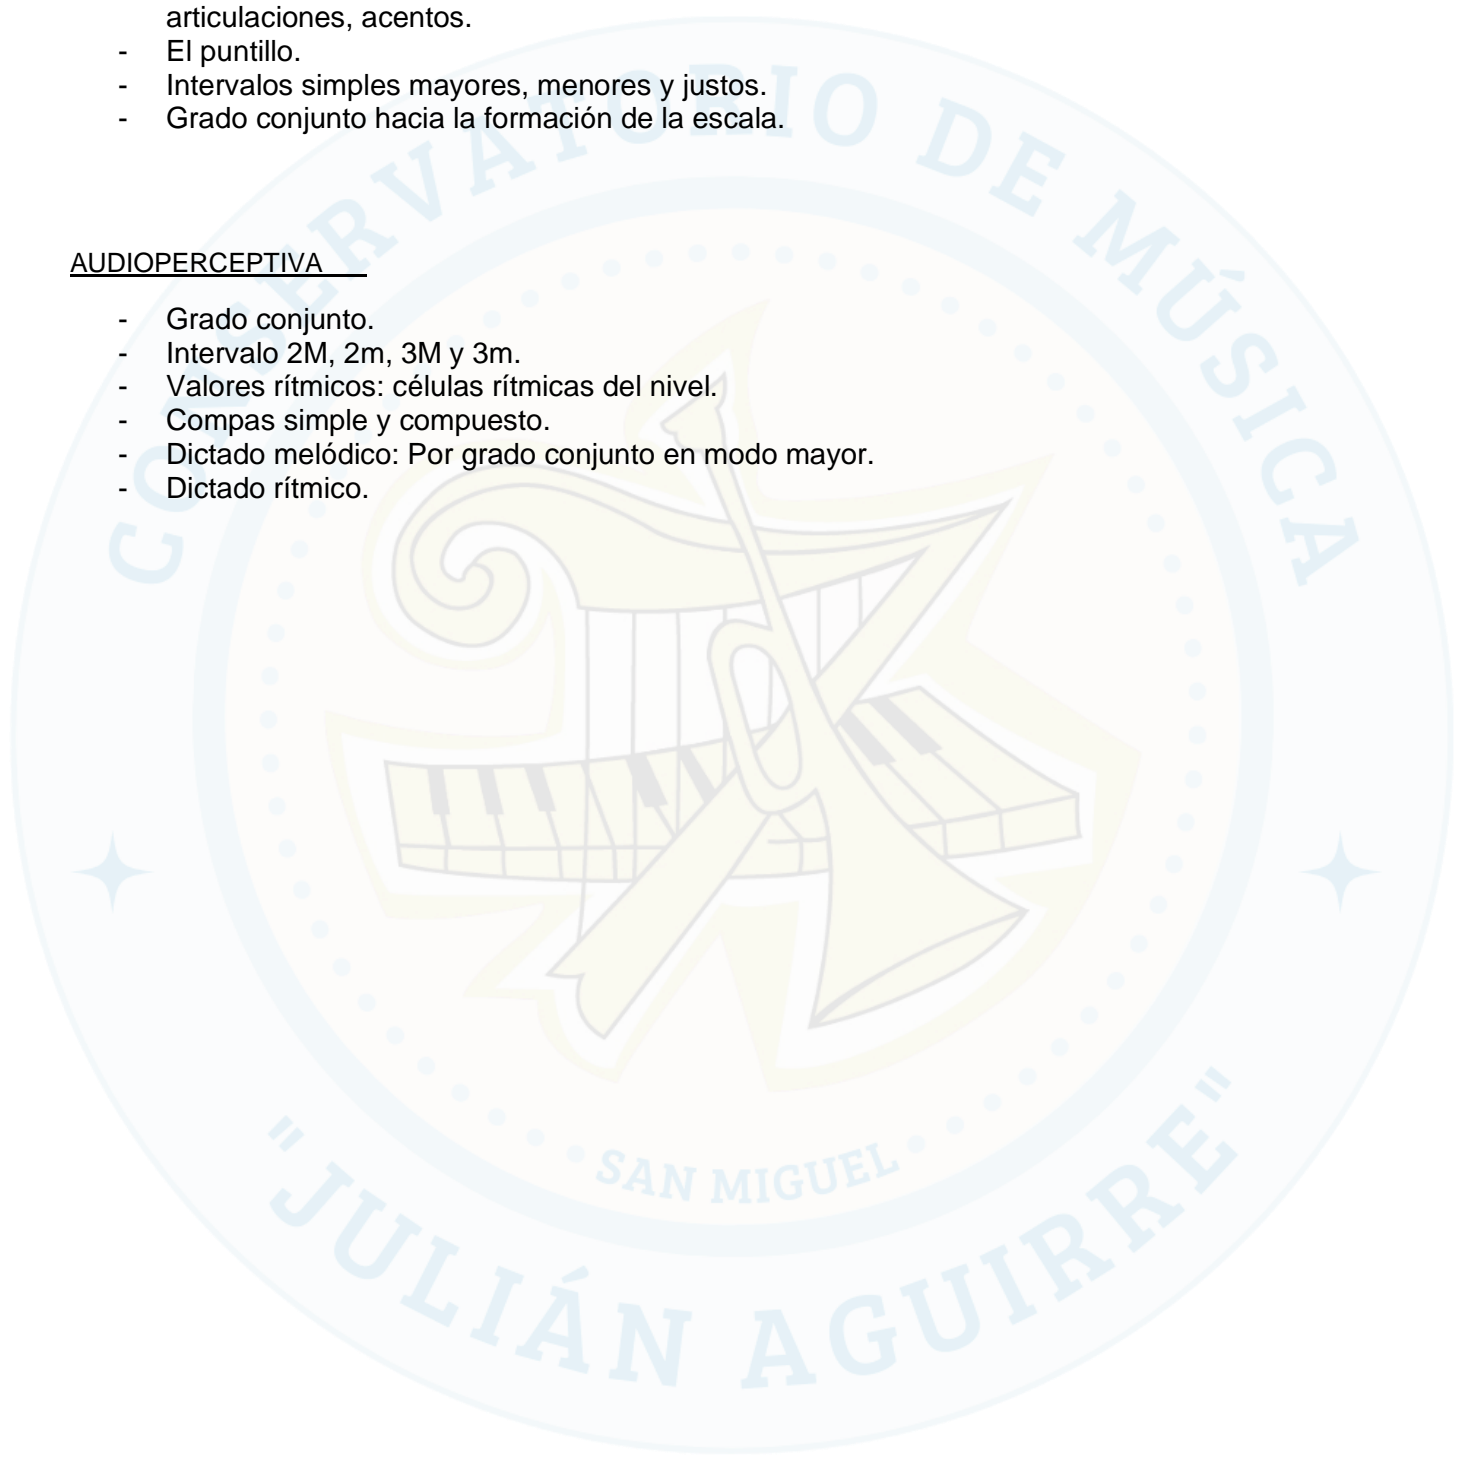 articulaciones, acentos.
- El puntillo.
- Intervalos simples mayores, menores y justos.
- Grado conjunto hacia la formación de la escala.
AUDIOPERCEPTIVA
- Grado conjunto.
- Intervalo 2M, 2m, 3M y 3m.
- Valores rítmicos: células rítmicas del nivel.
- Compas simple y compuesto.
- Dictado melódico: Por grado conjunto en modo mayor.
- Dictado rítmico.
CONSERVATORIO DE MÚSICA
SAN MIGUEL
"JULIÁN AGUIRRE"